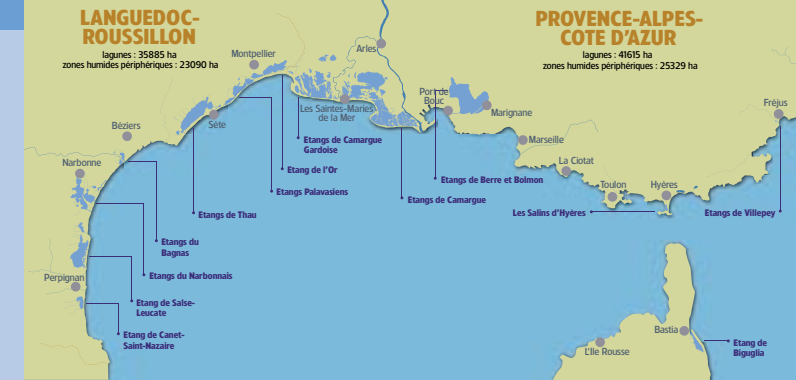 LANGUEDOC-
ROUSSILLON
lagunes : 35885 ha
zones humides périphériques : 23090 ha
PROVENCE-ALPES-
COTE D'AZUR
lagunes : 41615 ha
zones humides périphériques : 25329 ha
Montpellier
Arles
Port de
Bouc
Marignane
Fréjus
Les Saintes-Maries
de la Mer
Sète
Béziers
Marseille
Etangs de Camargue
Gardoise
Narbonne
La Ciotat
Etang de l'Or
Etangs de Berre et Bolmon
Toulon
Hyères
Etangs Palavasiens
Etangs de Camargue
Etangs de Thau
Les Salins d'Hyères
Etangs de Villepey
Etangs du
Bagnas
Etangs du Narbonnais
Perpignan
Etang de Salse-
Leucate
Etang de Canet-
Saint-Nazaire
Bastia
L'Ile Rousse
Etang de
Biguglia